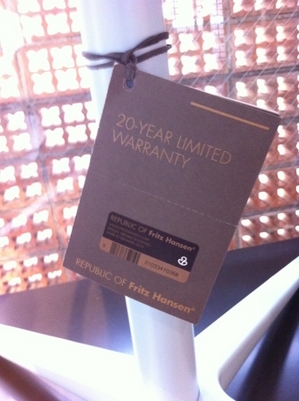 20-YEAR LIMITED
WARRANTY
REPUBLIC OF Fritz Hansen®
REPUBLIC OF Fritz Hansen®